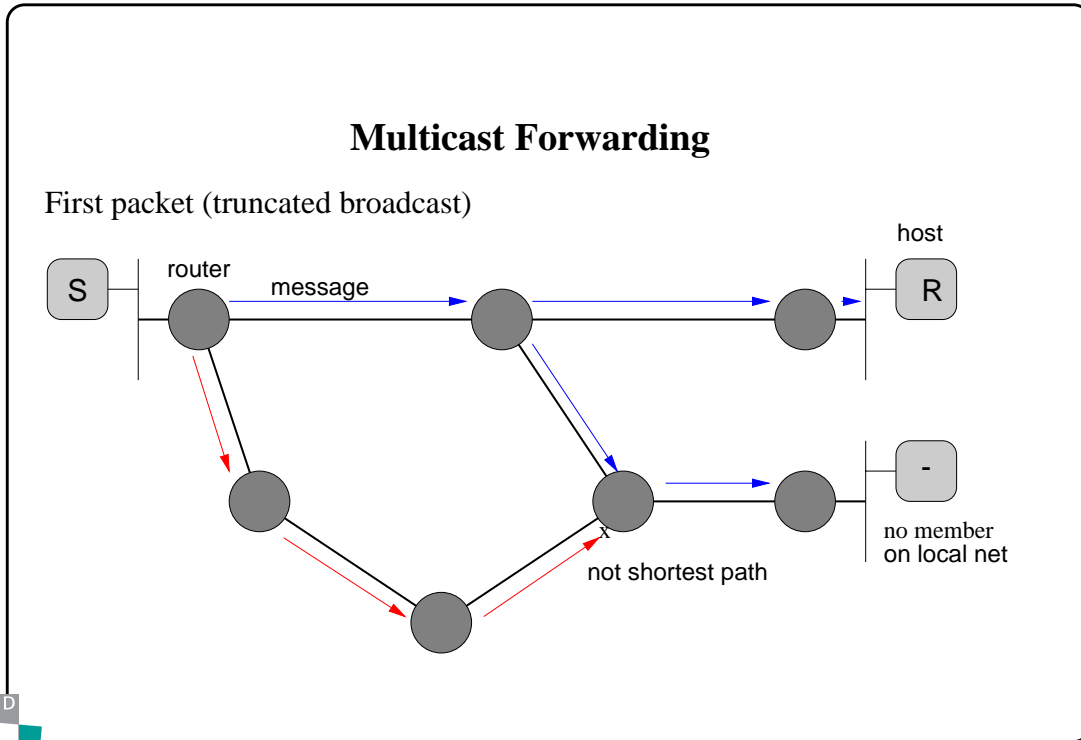 Multicast Forwarding
First packet (truncated broadcast)
host
router
S
message
R
-
x
no member
on local net
not shortest path
D